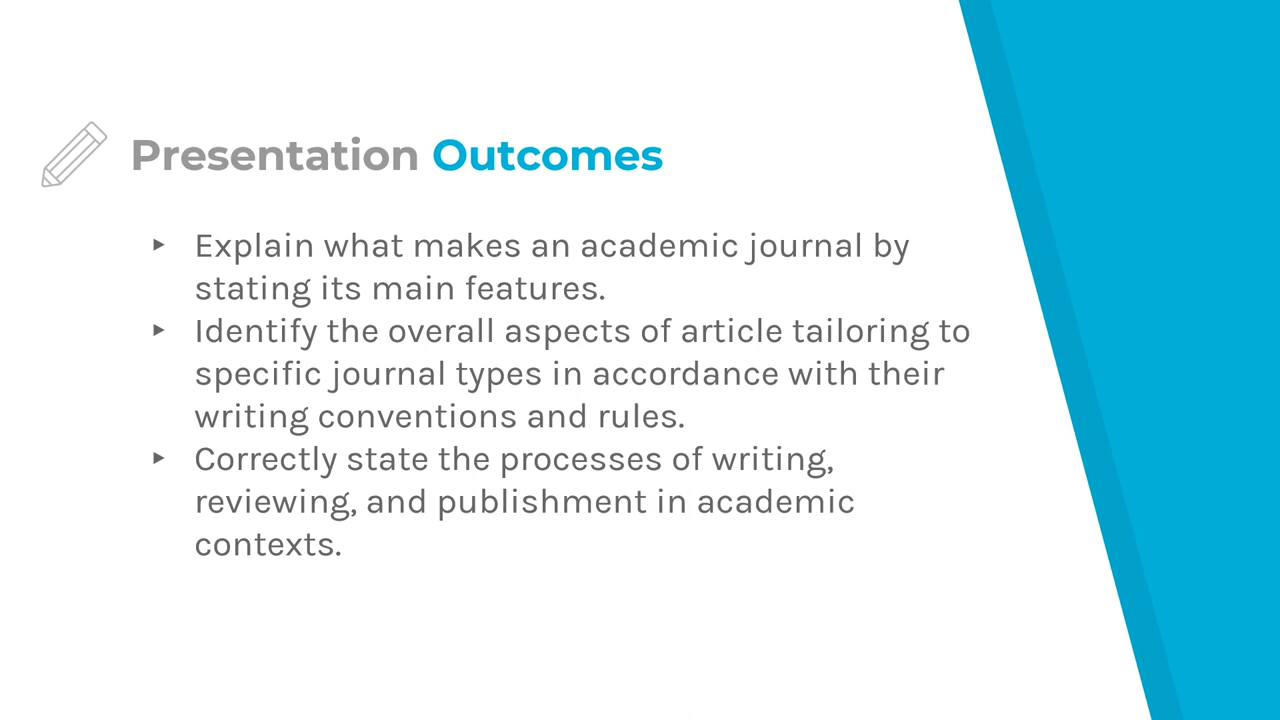 Presentation Outcomes
▸ Explain what makes an academic journal by
stating its main features.
▸ Identify the overall aspects of article tailoring to
specific journal types in accordance with their
writing conventions and rules.
▸ Correctly state the processes of writing,
reviewing, and publishment in academic
contexts.